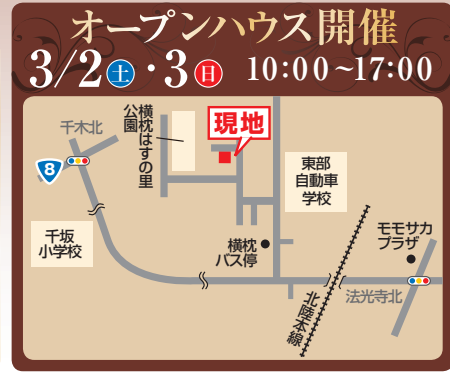 オープンハウス開催
3/2土・3日 10:00~17:00
千木北
8
横枕はすの里
公園
現地
東部
自動車
学校
千坂
小学校
横枕
バス停
モモサカ
プラザ
北陸本線
法光寺北